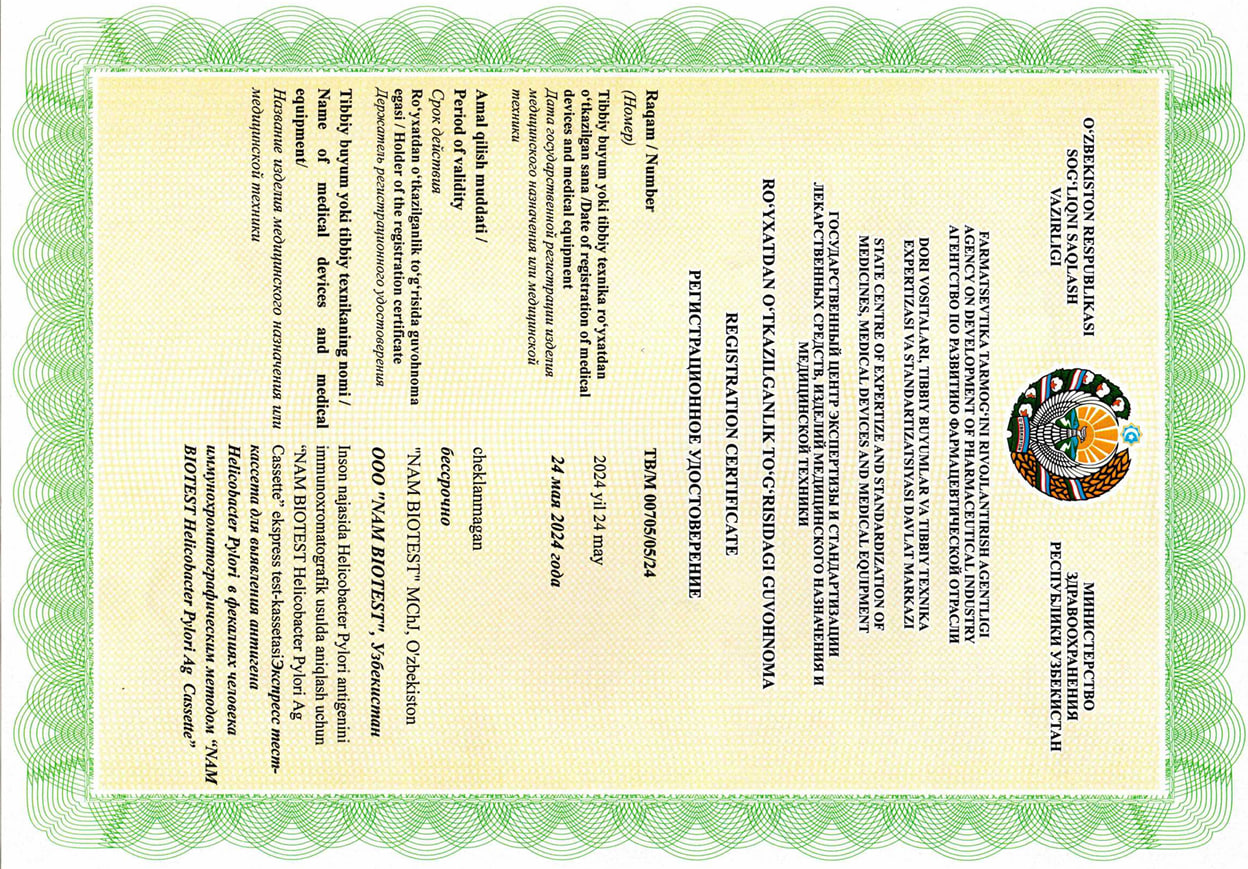 O'ZBEKISTON RESPUBLIKASI
SOG'LIQNI SAQLASH
VAZIRLIGI
МИНИСТЕРСТВО
ЗДРАВООХРАНЕНИЯ
РЕСПУБЛИКИ УЗБЕКИСТАН
FARMATSEVTIKA TARMOG'INI RIVOJLANTIRISH AGENTLIGI
AGENCY ON DEVELOPMENT OF PHARMACEUTICAL INDUSTRY
АГЕНТСТВО ПО РАЗВИТИЮ ФАРМАЦЕВТИЧЕСКОЙ ОТРАСЛИ
DORI VOSITALARI, TIBBIY BUYUMLAR VA TIBBIY TEXNIKA
EXPERTIZASI VA STANDARTIZATSIYASI DAVLAT MARKAZI
STATE CENTRE OF EXPERTIZE AND STANDARDIZATION OF
MEDICINES, MEDICAL DEVICES AND MEDICAL EQUIPMENT
ГОСУДАРСТВЕННЫЙ ЦЕНТР ЭКСПЕРТИЗЫ И СТАНДАРТИЗАЦИИ
ЛЕКАРСТВЕННЫХ СРЕДСТВ, ИЗДЕЛИЙ МЕДИЦИНСКОГО НАЗНАЧЕНИЯ И
МЕДИЦИНСКОЙ ТЕХНИКИ
RO'YXATDAN O'TKAZILGANLIK TO'G'RISIDAGI GUVOHNOMA
REGISTRATION CERTIFICATE
РЕГИСТРАЦИОННОЕ УДОСТОВЕРЕНИЕ
Raqam / Number
(Номер)
TB/M 00705/05/24
Tibbiy buyum yoki tibbiy texnika ro'yxatdan
o'tkazilgan sana /Date of registration of medical
devices and medical equipment
Дата государственной регистрации изделия
медицинского назначения или медицинской
техники
2024 yil 24 may
24 мая 2024 года
Amal qilish muddati /
Period of validity
Срок действия
cheklanmagan
бессрочно
Ro'yxatdan o'tkazilganlik to'g'risida guvohnoma
egasi / Holder of the registration certificate
Держатель регистрационного удостоверения
"NAM BIOTEST" MChJ, O'zbekiston
ООО "NAM BIOTEST", Узбекистан
Tibbiy buyum yoki tibbiy texnikaning nomi /
Name of medical devices and medical
equipment/
Название изделия медицинского назначения или
медицинской техники
Inson najasida Helicobacter Pylori antigenini
immunoxromatografik usulda aniqlash uchun
“NAM BIOTEST Helicobacter Pylori Ag
Cassette” ekspress test-kassetasiЭкспресс тест-
кассета для выявления антигена
Helicobacter Pylori в фекалиях человека
иммунохроматографическим методом “NAM
BIOTEST Helicobacter Pylori Ag Cassette”